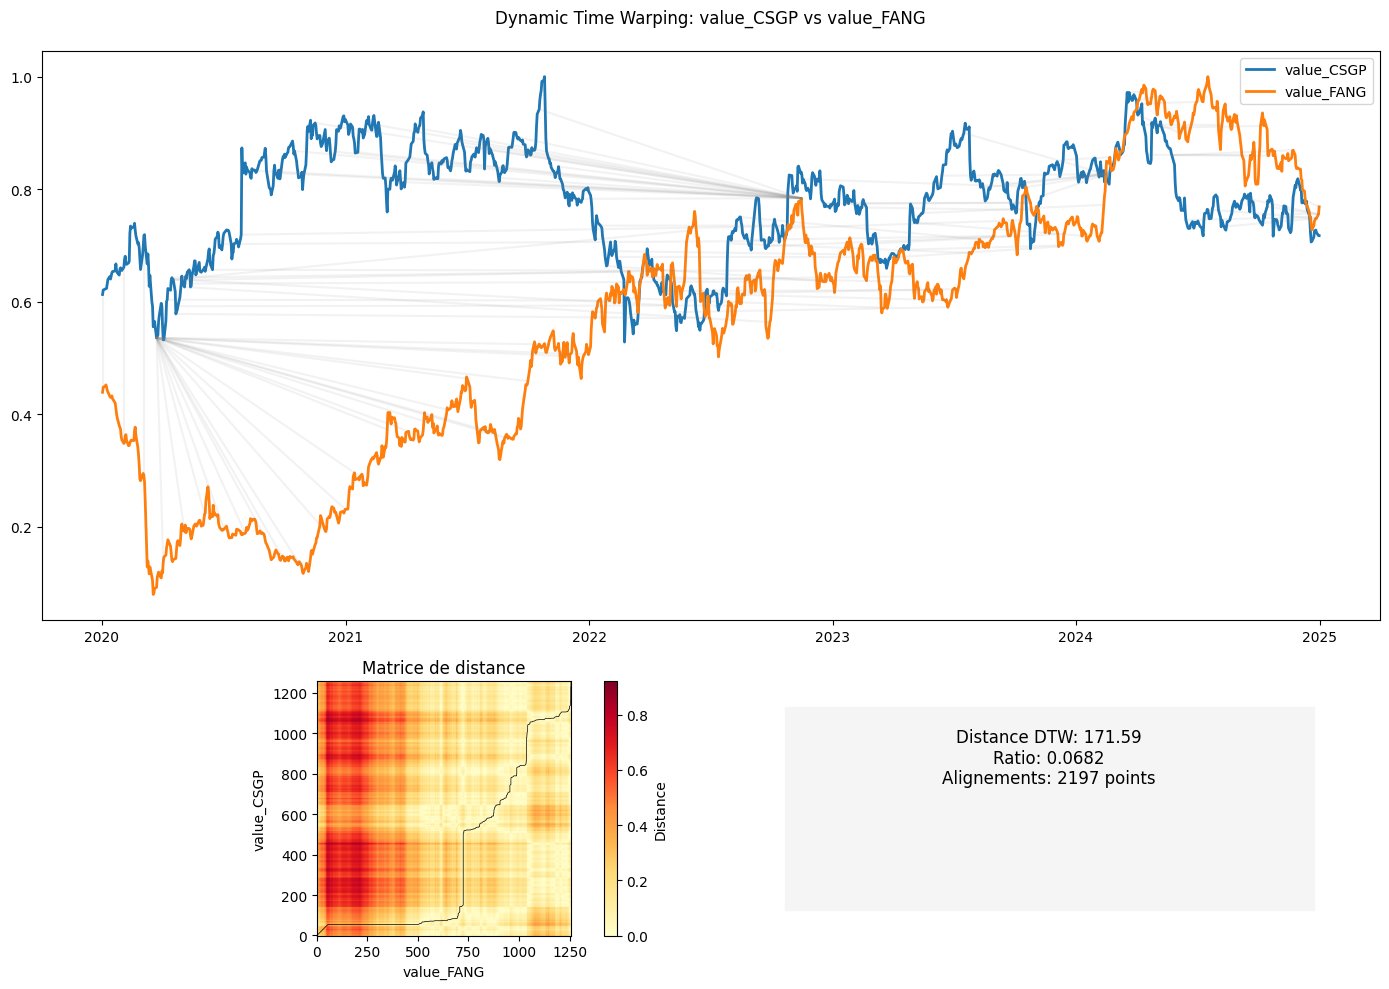 Dynamic Time Warping: value_CSGP vs value_FANG
value_CSGP
value_FANG
1.0
0.8
0.6
0.4
0.2
2020 2021 2022 2023 2024 2025
Matrice de distance
value_CSGP
1200
1000
800
600
400
200
0
0 250 500 750 1000 1250
value_FANG
0.8
0.6
0.4
0.2
0.0
Distance
Distance DTW: 171.59
Ratio: 0.0682
Alignements: 2197 points